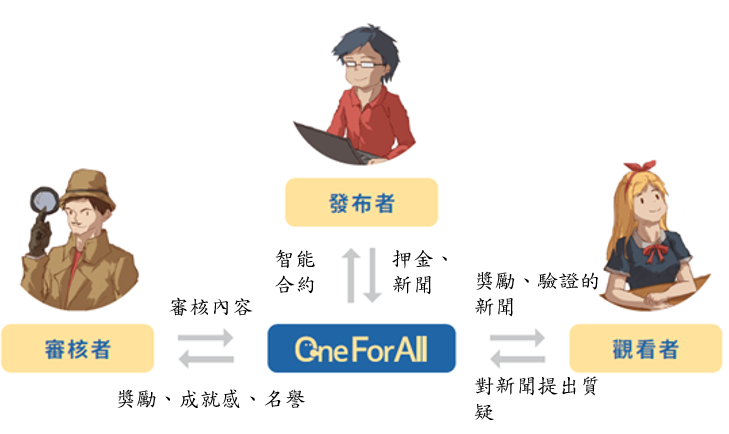 發布者
智能
合約
押金、
新聞
審核內容
獎勵、驗證的
新聞
審核者
OneForAll
觀看者
獎勵、成就感、名譽
對新聞提出質
疑